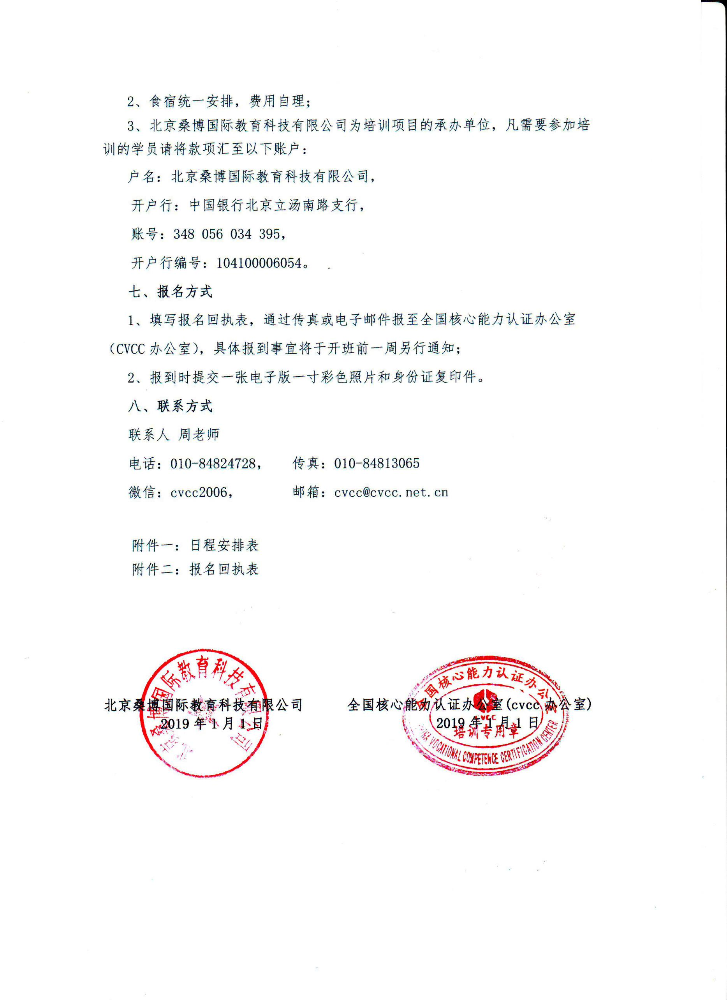 2、食宿统一安排，费用自理；
3、北京桑博国际教育科技有限公司为培训项目的承办单位，凡需要参加培
训的学员请将款项汇至以下账户：
户名：北京桑博国际教育科技有限公司，
开户行：中国银行北京立汤南路支行，
账号：348 056 034 395，
开户行编号：104100006054。
七、报名方式
1、填写报名回执表，通过传真或电子邮件报至全国核心能力认证办公室
（CVCC 办公室），具体报到事宜将于开班前一周另行通知；
2、报到时提交一张电子版一寸彩色照片和身份证复印件。
八、联系方式
联系人 周老师
电话：010-84824728， 传真：010-84813065
微信：cvcc2006， 邮箱：cvcc@cvcc.net.cn
附件一：日程安排表
附件二：报名回执表
北京桑博国际教育科技有限公司 全国核心能力认证办公室(cvcc 办公室)
2019 年 1 月 1 日 2019 年 1 月 1 日
北京桑博国际教育科技有限公司
全国核心能力认证办公室
CVCC
培训专用章
CHINA VOCATIONAL COMPETENCE CERTIFICATION CENTER